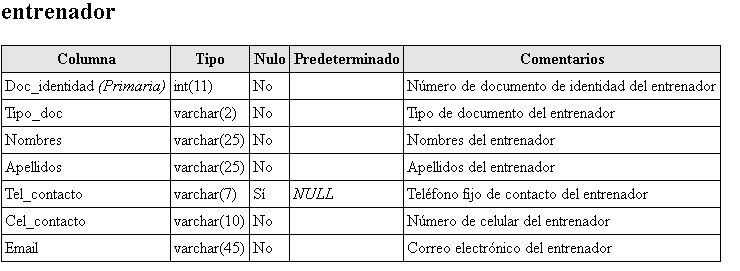 entrenador
Columna Tipo Nulo Predeterminado Comentarios
Doc_identidad (Primaria) int(11) No Número de documento de identidad del entrenador
Tipo_doc varchar(2) No Tipo de documento del entrenador
Nombres varchar(25) No Nombres del entrenador
Apellidos varchar(25) No Apellidos del entrenador
Tel_contacto varchar(7) Sí NULL Teléfono fijo de contacto del entrenador
Cel_contacto varchar(10) No Número de celular del entrenador
Email varchar(45) No Correo electrónico del entrenador